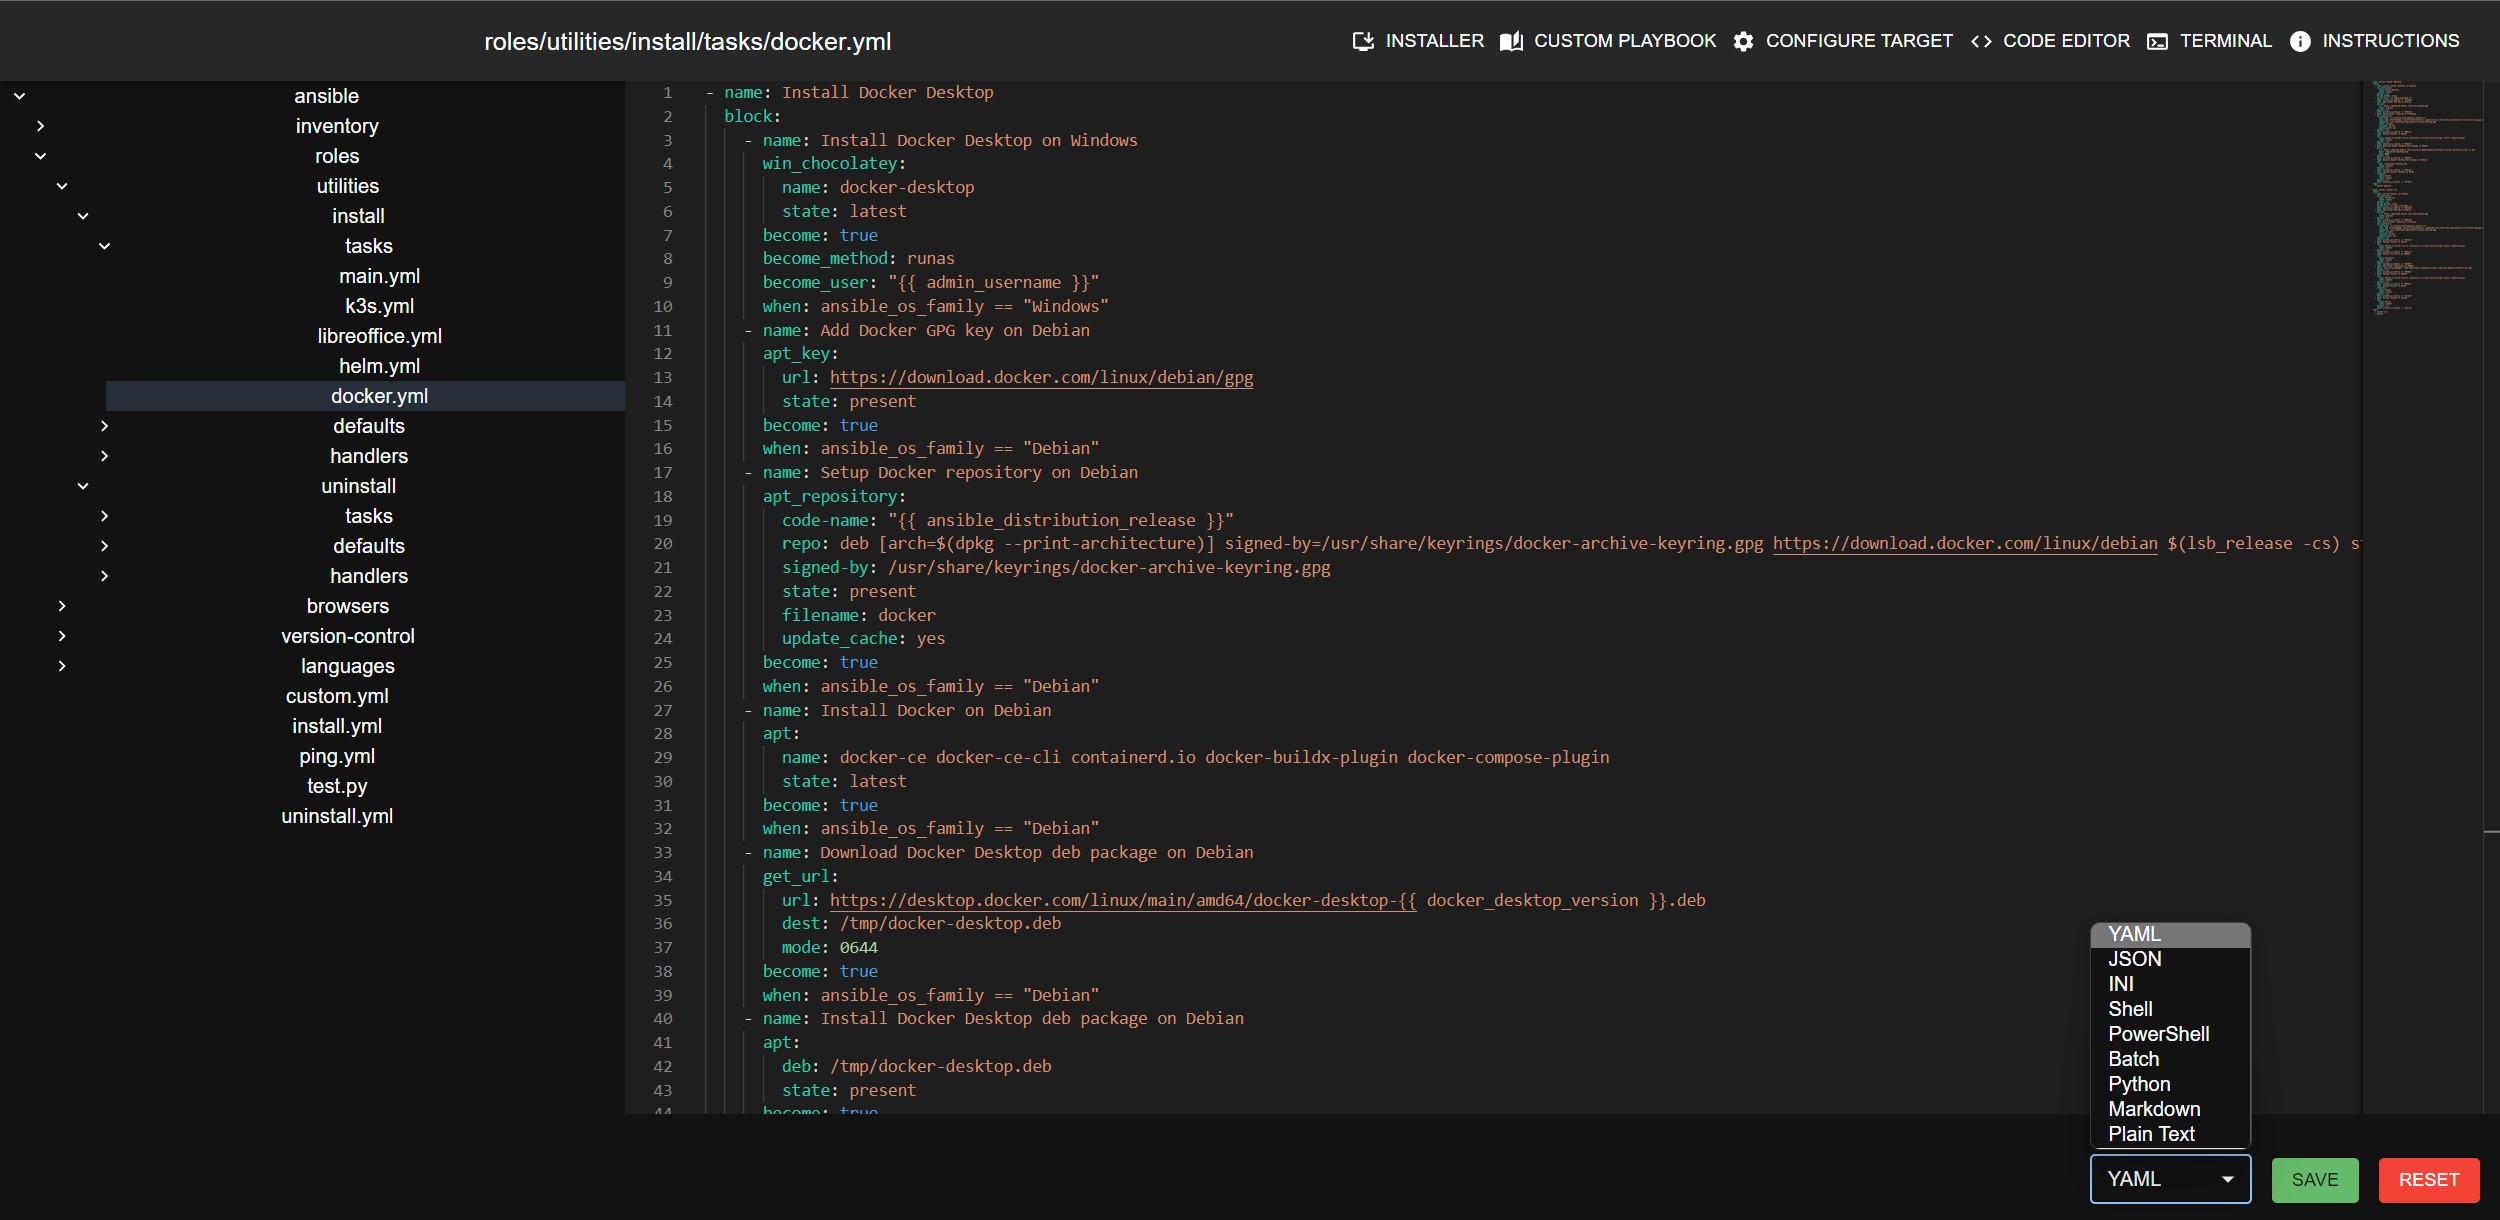 roles/utilities/install/tasks/docker.yml
INSTALLER
CUSTOM PLAYBOOK
CONFIGURE TARGET
CODE EDITOR
TERMINAL
INSTRUCTIONS
ansible
inventory
roles
utilities
install
tasks
main.yml
k3s.yml
libreoffice.yml
helm.yml
docker.yml
defaults
handlers
uninstall
tasks
defaults
handlers
browsers
version-control
languages
custom.yml
install.yml
ping.yml
test.py
uninstall.yml
1 - name: Install Docker Desktop
2 block:
3 - name: Install Docker Desktop on Windows
4 win_chocolatey:
5 name: docker-desktop
6 state: latest
7 become: true
8 become_method: runas
9 become_user: "{{ admin_username }}"
10 when: ansible_os_family == "Windows"
11 - name: Add Docker GPG key on Debian
12 apt_key:
13 url: https://download.docker.com/linux/debian/gpg
14 state: present
15 become: true
16 when: ansible_os_family == "Debian"
17 - name: Setup Docker repository on Debian
18 apt_repository:
19 code-name: "{{ ansible_distribution_release }}"
20 repo: deb [arch=$(dpkg --print-architecture)] signed-by=/usr/share/keyrings/docker-archive-keyring.gpg https://download.docker.com/linux/debian $(lsb_release -cs)
21 signed-by: /usr/share/keyrings/docker-archive-keyring.gpg
22 state: present
23 filename: docker
24 update_cache: yes
25 become: true
26 when: ansible_os_family == "Debian"
27 - name: Install Docker on Debian
28 apt:
29 name: docker-ce docker-ce-cli containerd.io docker-buildx-plugin docker-compose-plugin
30 state: latest
31 become: true
32 when: ansible_os_family == "Debian"
33 - name: Download Docker Desktop deb package on Debian
34 get_url:
35 url: https://desktop.docker.com/linux/main/amd64/docker-desktop-{{ docker_desktop_version }}.deb
36 dest: /tmp/docker-desktop.deb
37 mode: 0644
38 become: true
39 when: ansible_os_family == "Debian"
40 - name: Install Docker Desktop deb package on Debian
41 apt:
42 deb: /tmp/docker-desktop.deb
43 state: present
44 become: true
YAML
JSON
INI
Shell
PowerShell
Batch
Python
Markdown
Plain Text
YAML
SAVE
RESET